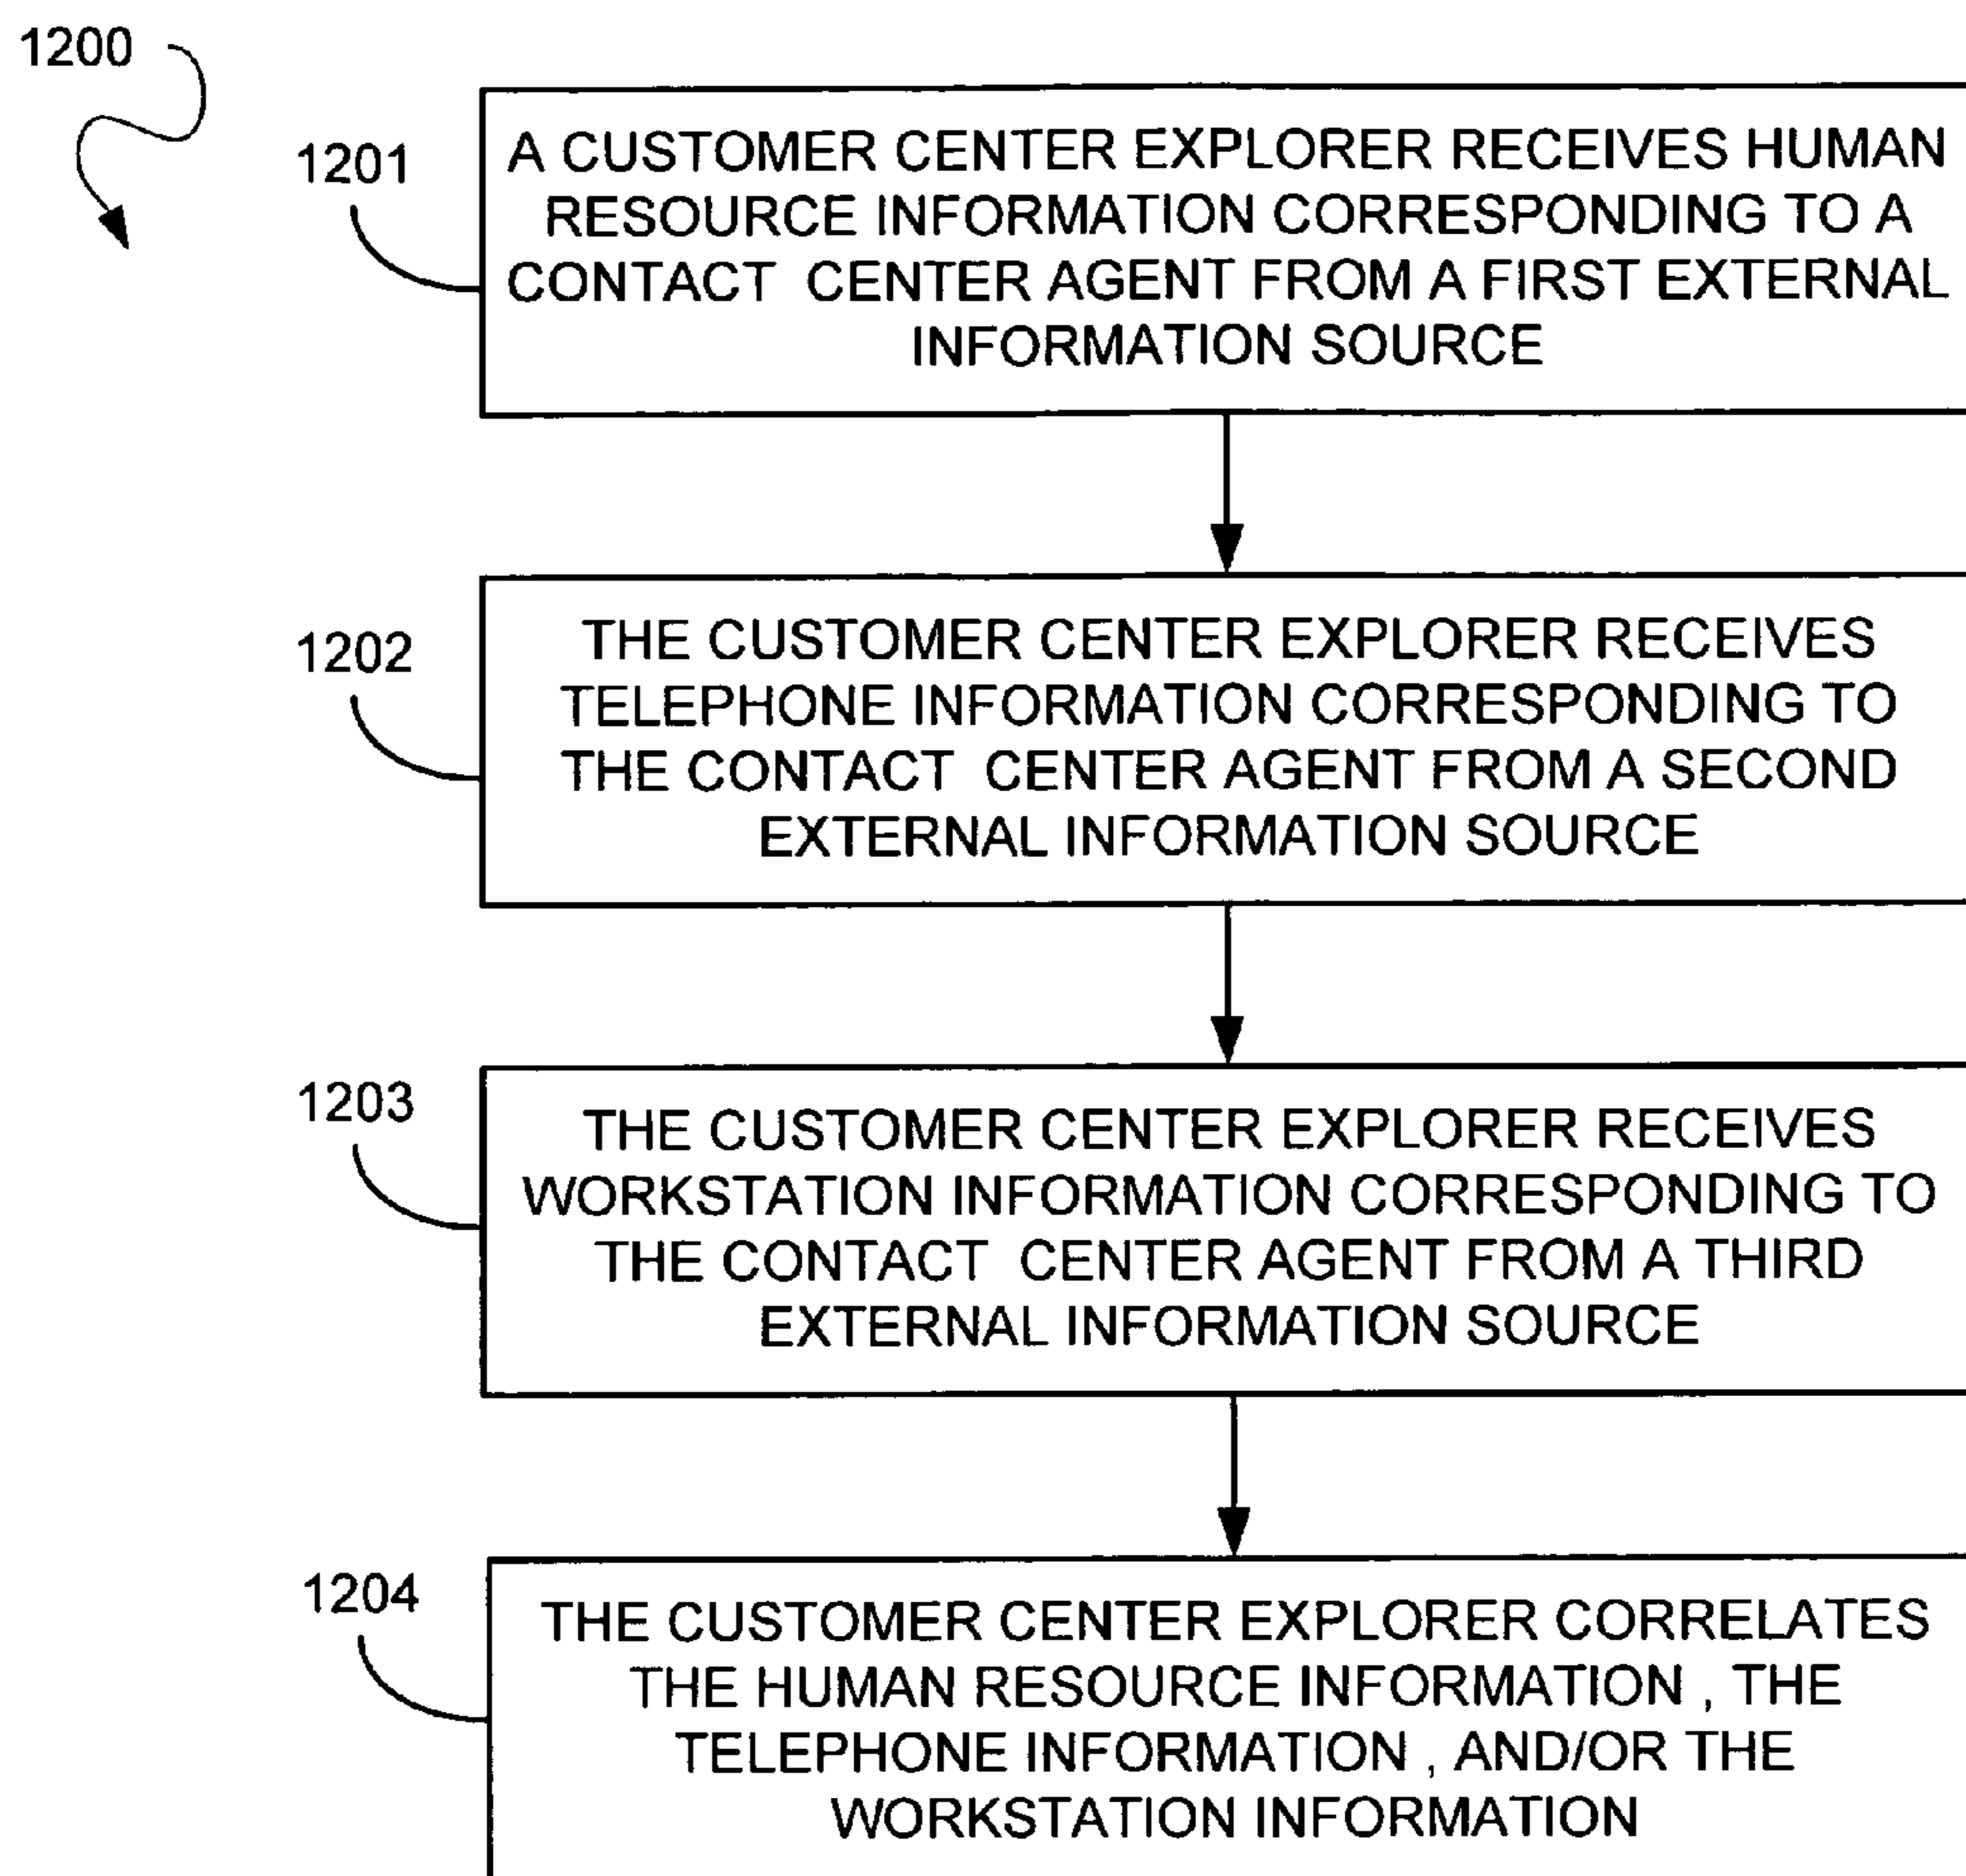 1200
1201
A CUSTOMER CENTER EXPLORER RECEIVES HUMAN
RESOURCE INFORMATION CORRESPONDING TO A
CONTACT CENTER AGENT FROM A FIRST EXTERNAL
INFORMATION SOURCE
1202
THE CUSTOMER CENTER EXPLORER RECEIVES
TELEPHONE INFORMATION CORRESPONDING TO
THE CONTACT CENTER AGENT FROM A SECOND
EXTERNAL INFORMATION SOURCE
1203
THE CUSTOMER CENTER EXPLORER RECEIVES
WORKSTATION INFORMATION CORRESPONDING TO
THE CONTACT CENTER AGENT FROM A THIRD
EXTERNAL INFORMATION SOURCE
1204
THE CUSTOMER CENTER EXPLORER CORRELATES
THE HUMAN RESOURCE INFORMATION , THE
TELEPHONE INFORMATION , AND/OR THE
WORKSTATION INFORMATION